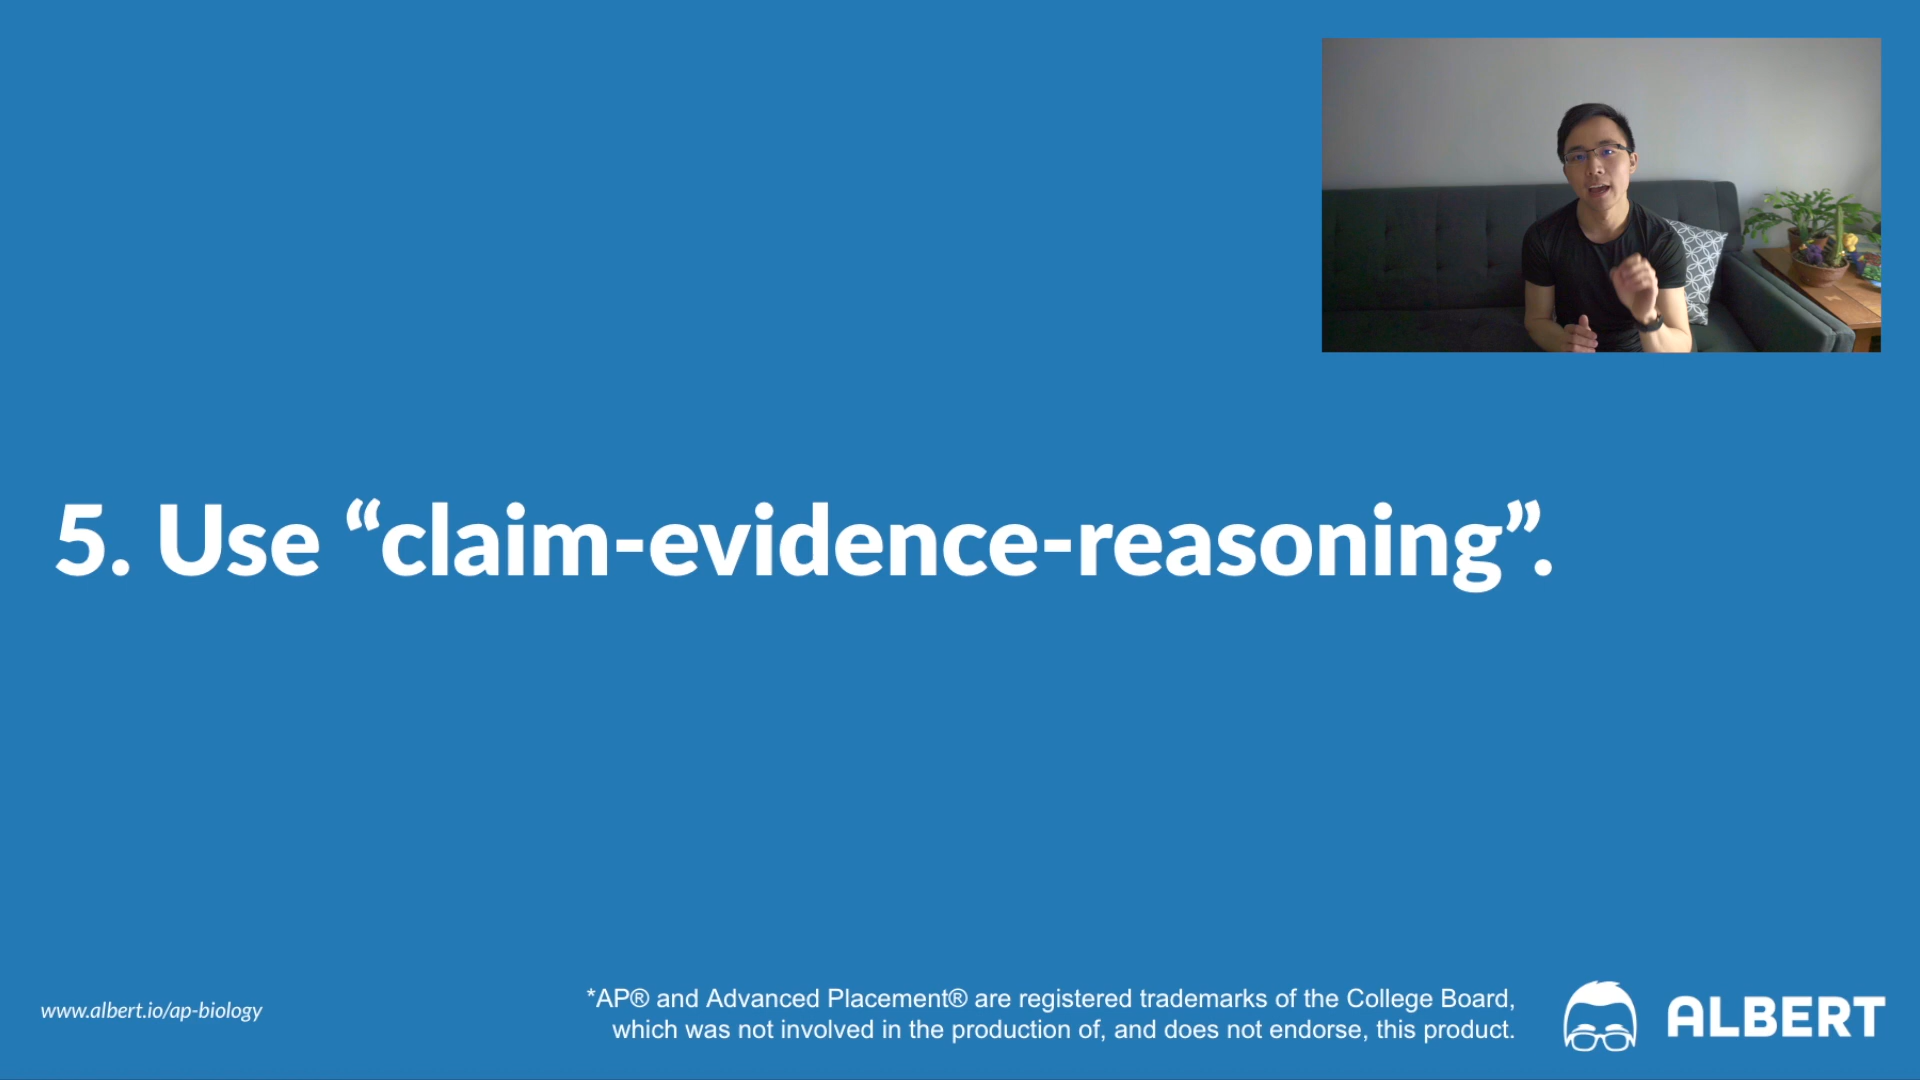 5. Use “claim-evidence-reasoning”.
www.albert.io/ap-biology
*AP® and Advanced Placement® are registered trademarks of the College Board,
which was not involved in the production of, and does not endorse, this product.
ALBERT